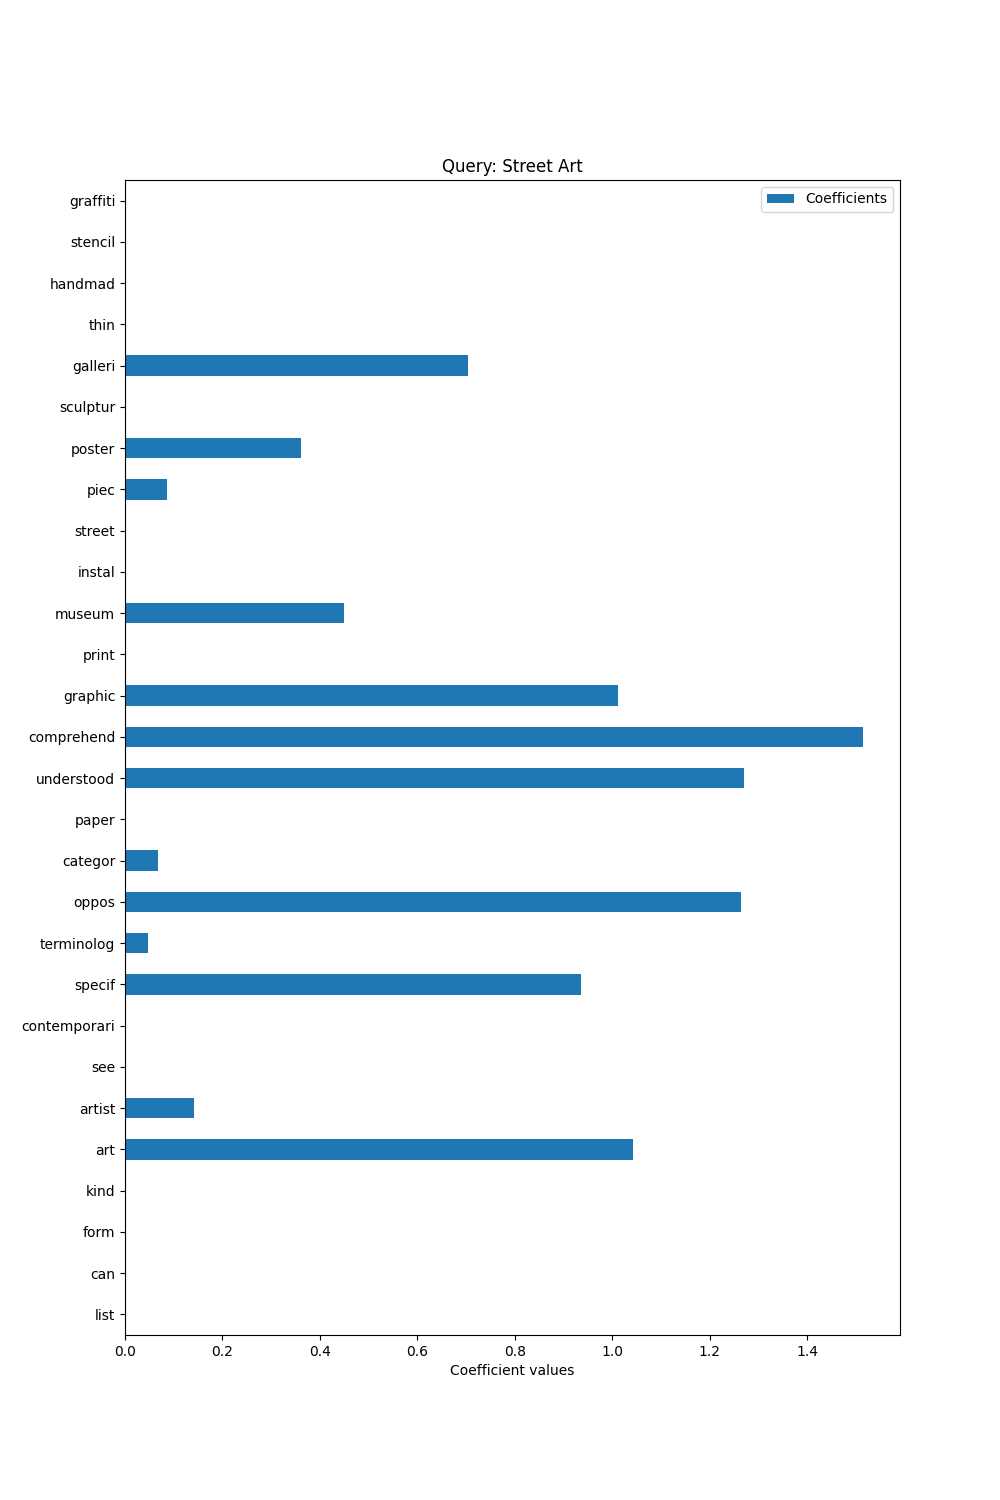 Query: Street Art
Coefficients
graffiti
stencil
handmad
thin
galleri
sculptur
poster
piec
street
instal
museum
print
graphic
comprehend
understood
paper
categor
oppos
terminolog
specif
contemporari
see
artist
art
kind
form
can
list
0.0 0.2 0.4 0.6 0.8 1.0 1.2 1.4
Coefficient values